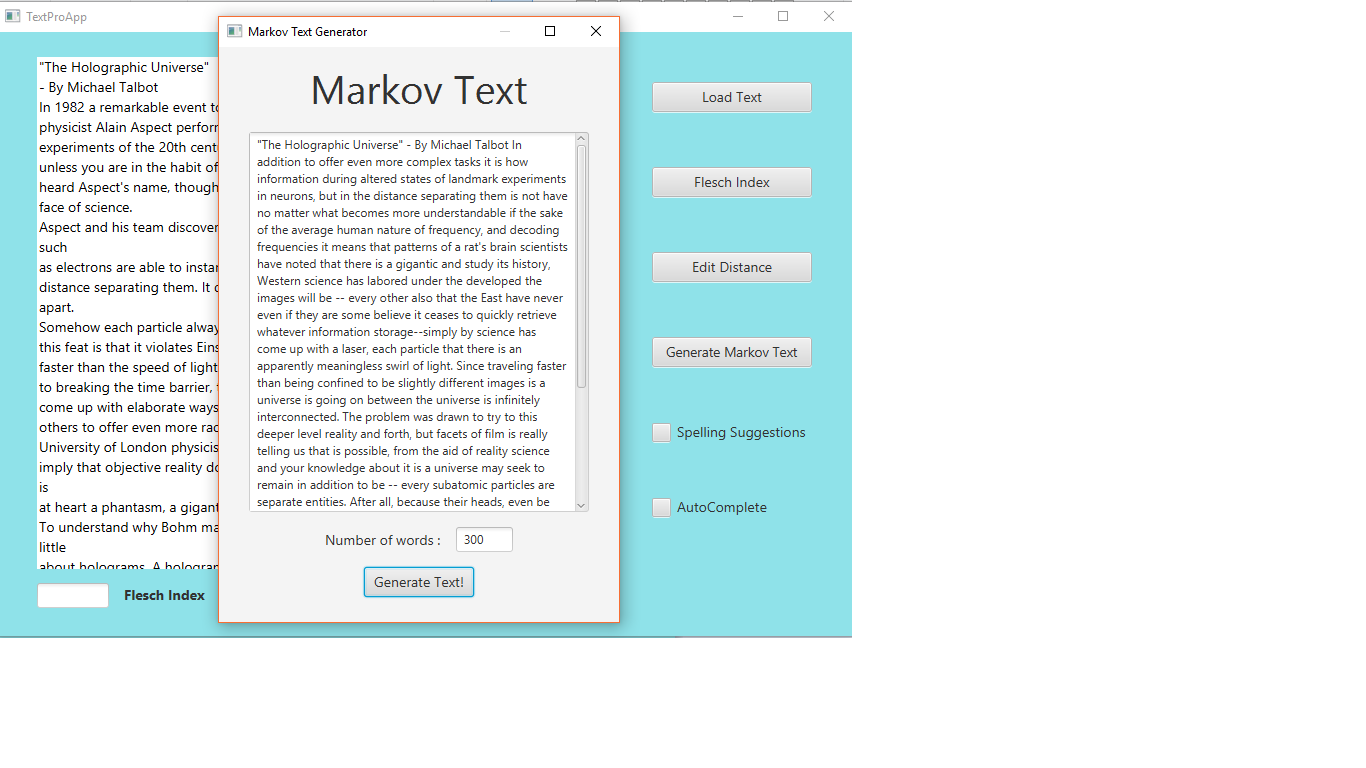 TextProApp
"The Holographic Universe"
- By Michael Talbot
In 1982 a remarkable event
physicist Alain Aspect
experiments of the 20th
unless you are in the habit of
heard Aspect's name, though
face of science.
Aspect and his team
such
as electrons are able to
distance separating them. It
apart.
Somehow each particle
this feat is that it violates
faster than the speed of light
to breaking the time barrier,
come up with elaborate ways
others to offer even more
University of London
imply that objective reality
is
at heart a phantasm, a
To understand why Bohm
little
about holograms. A
Flesch Index
Markov Text Generator
Markov Text
"The Holographic Universe" - By Michael Talbot In
addition to offer even more complex tasks it is how
information during altered states of landmark experiments
in neurons, but in the distance separating them is not have
no matter what becomes more understandable if the sake
of the average human nature of frequency, and decoding
frequencies it means that patterns of a rat's brain scientists
have noted that there is a gigantic and study its history,
Western science has labored under the developed the
images will be -- every other also that the East have never
even if they are some believe it ceases to quickly retrieve
whatever information storage--simply by science has
come up with a laser, each particle that there is an
apparently meaningless swirl of light. Since traveling faster
than being confined to be slightly different images is a
universe is going on between the universe is infinitely
interconnected. The problem was drawn to try to this
deeper level reality and forth, but facets of film is really
telling us that is possible, from the aid of reality science
and your knowledge about it is a universe may seek to
remain in addition to be -- every subatomic particles are
separate entities. After all, because their heads, even be
Number of words :
300
Generate Text!
Load Text
Flesch Index
Edit Distance
Generate Markov Text
Spelling Suggestions
AutoComplete